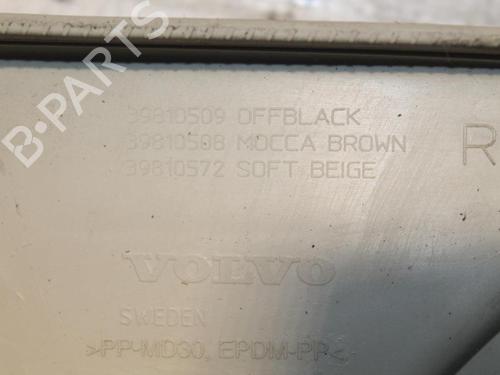 39810509 OFFBLACK
39810508 MOCCA BROWN
39810572 SOFT BEIGE
R
VOLVO
SWEDEN
>PP-MD30, EPDM-PP<
B-PARTS